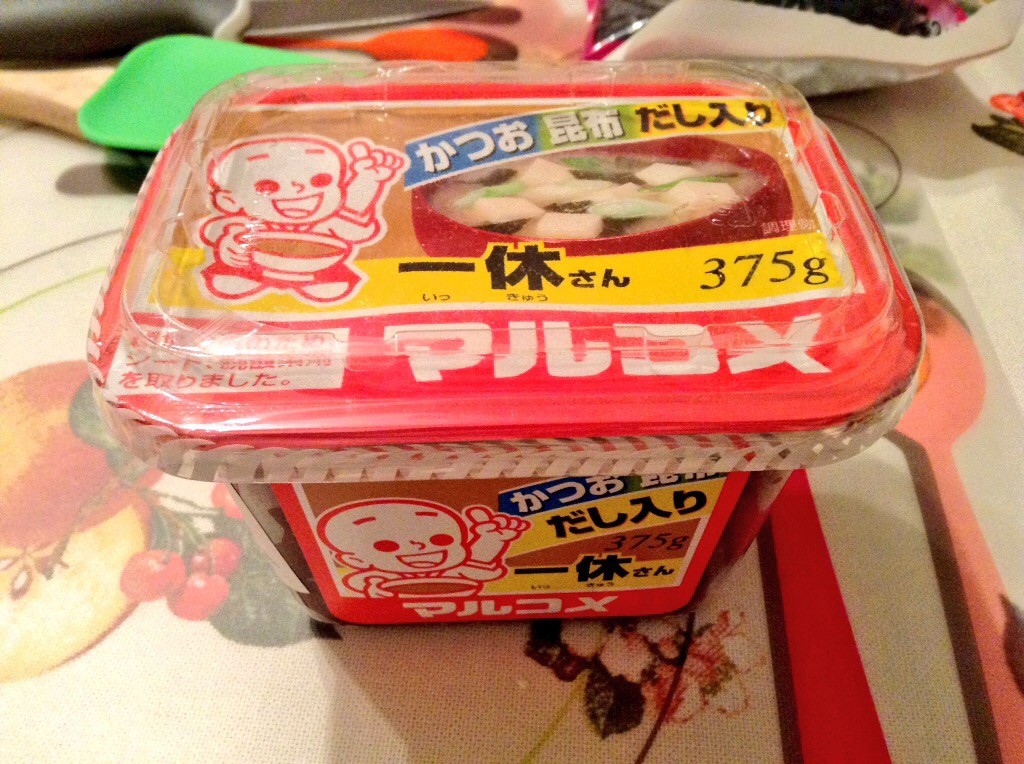 かつお 昆布 だし入り
調理例
一休さん
いっ きゅう
375g
マルコメ
を取りました。
かつお 昆布
だし入り
375g
一休さん
いっ きゅう
マルコメ